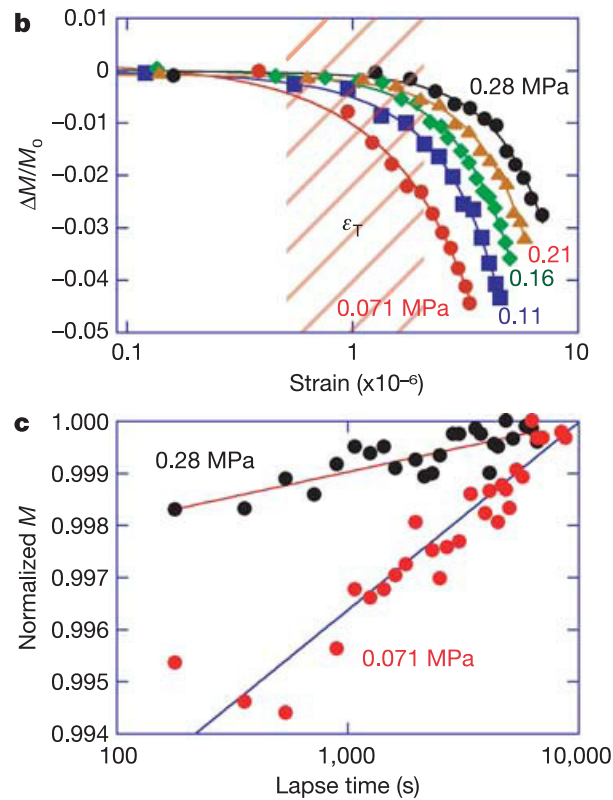 b
0.01
0
−0.01
−0.02
−0.03
−0.04
−0.05
ΔM/M₀
0.28 MPa
εT
0.21
0.16
0.071 MPa
0.11
0.1
1
10
Strain (x10⁻⁶)
c
1.000
0.999
0.998
0.997
0.996
0.995
0.994
Normalized M
0.28 MPa
0.071 MPa
100
1,000
10,000
Lapse time (s)